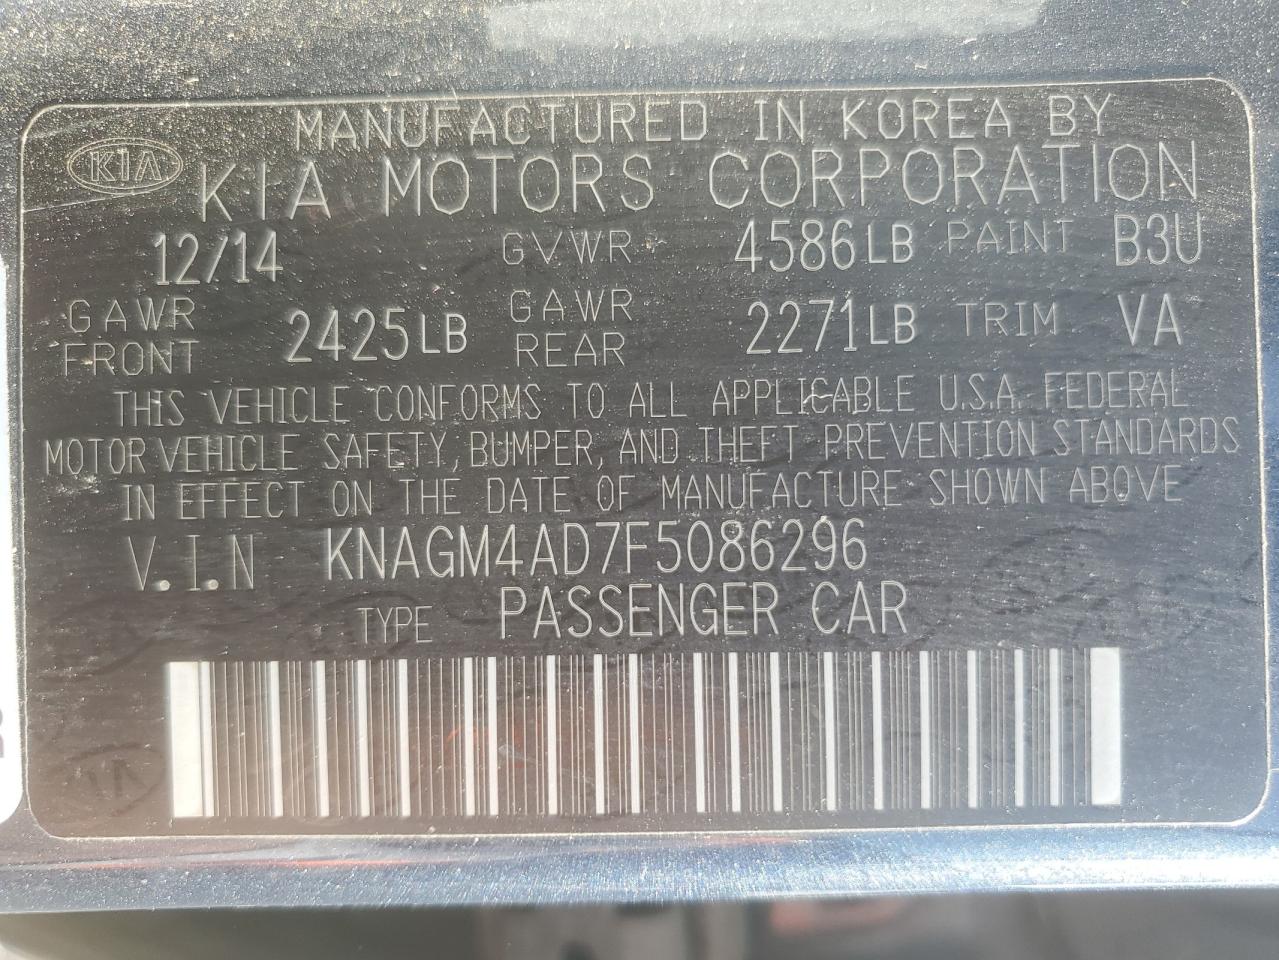 MANUFACTURED IN KOREA BY
KIA KIA MOTORS CORPORATION
12/14 GVWR 4586LB PAINT B3U
GAWR FRONT 2425LB GAWR REAR 2271LB TRIM VA
THIS VEHICLE CONFORMS TO ALL APPLICABLE U.S.A. FEDERAL
MOTOR VEHICLE SAFETY, BUMPER, AND THEFT PREVENTION STANDARDS
IN EFFECT ON THE DATE OF MANUFACTURE SHOWN ABOVE
V.I.N KNAGM4AD7F5086296
TYPE PASSENGER CAR